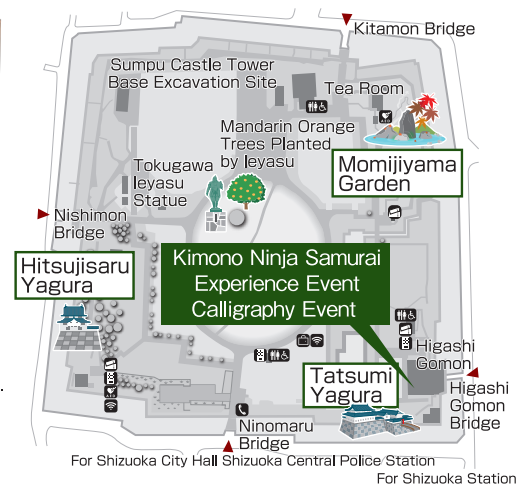 Kitamon Bridge
Sumpu Castle Tower
Base Excavation Site
Tea Room
AED
Mandarin Orange
Trees Planted
by Ieyasu
Momijiyama
Garden
Tokugawa
Ieyasu
Statue
Nishimon
Bridge
Hitsujisaru
Yagura
Kimono Ninja Samurai
Experience Event
Calligraphy Event
Higashi
Gomon
Tatsumi
Yagura
Higashi
Gomon
Bridge
Ninomaru
Bridge
For Shizuoka City Hall Shizuoka Central Police Station
For Shizuoka Station